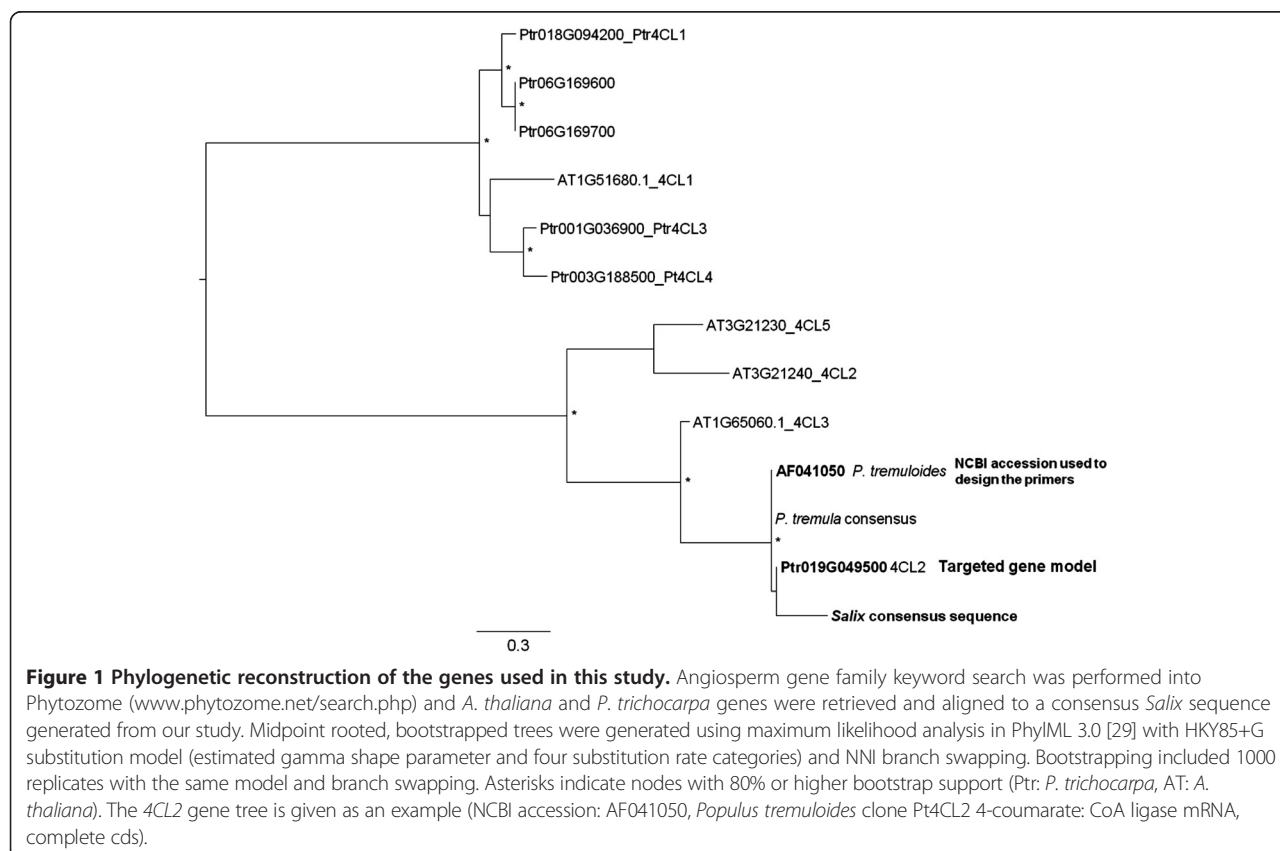 Ptr018G094200_Ptr4CL1
*
Ptr06G169600
*
Ptr06G169700
*
AT1G51680.1_4CL1
Ptr001G036900_Ptr4CL3
*
Ptr003G188500_Pt4CL4
AT3G21230_4CL5
AT3G21240_4CL2
*
AT1G65060.1_4CL3
AF041050 P. tremuloides NCBI accession used to
design the primers
*
P. tremula consensus
*
Ptr019G049500 4CL2 Targeted gene model
Salix consensus sequence
0.3
Figure 1 Phylogenetic reconstruction of the genes used in this study. Angiosperm gene family keyword search was performed into
Phytozome (www.phytozome.net/search.php) and A. thaliana and P. trichocarpa genes were retrieved and aligned to a consensus Salix sequence
generated from our study. Midpoint rooted, bootstrapped trees were generated using maximum likelihood analysis in PhylML 3.0 [29] with HKY85+G
substitution model (estimated gamma shape parameter and four substitution rate categories) and NNI branch swapping. Bootstrapping included 1000
replicates with the same model and branch swapping. Asterisks indicate nodes with 80% or higher bootstrap support (Ptr: P. trichocarpa, AT: A.
thaliana). The 4CL2 gene tree is given as an example (NCBI accession: AF041050, Populus tremuloides clone Pt4CL2 4-coumarate: CoA ligase mRNA,
complete cds).